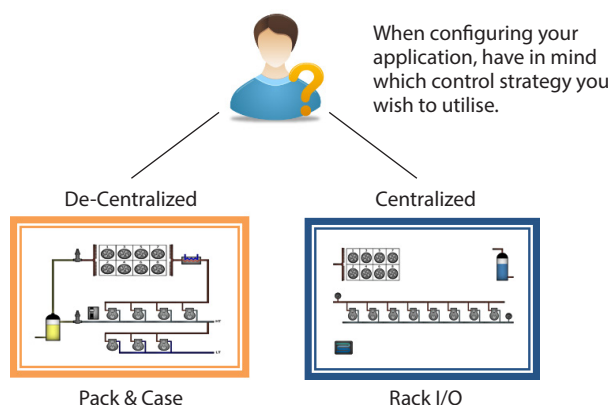 When configuring your
application, have in mind
which control strategy you
wish to utilise.
De-Centralized
Centralized
Pack & Case
Rack I/O